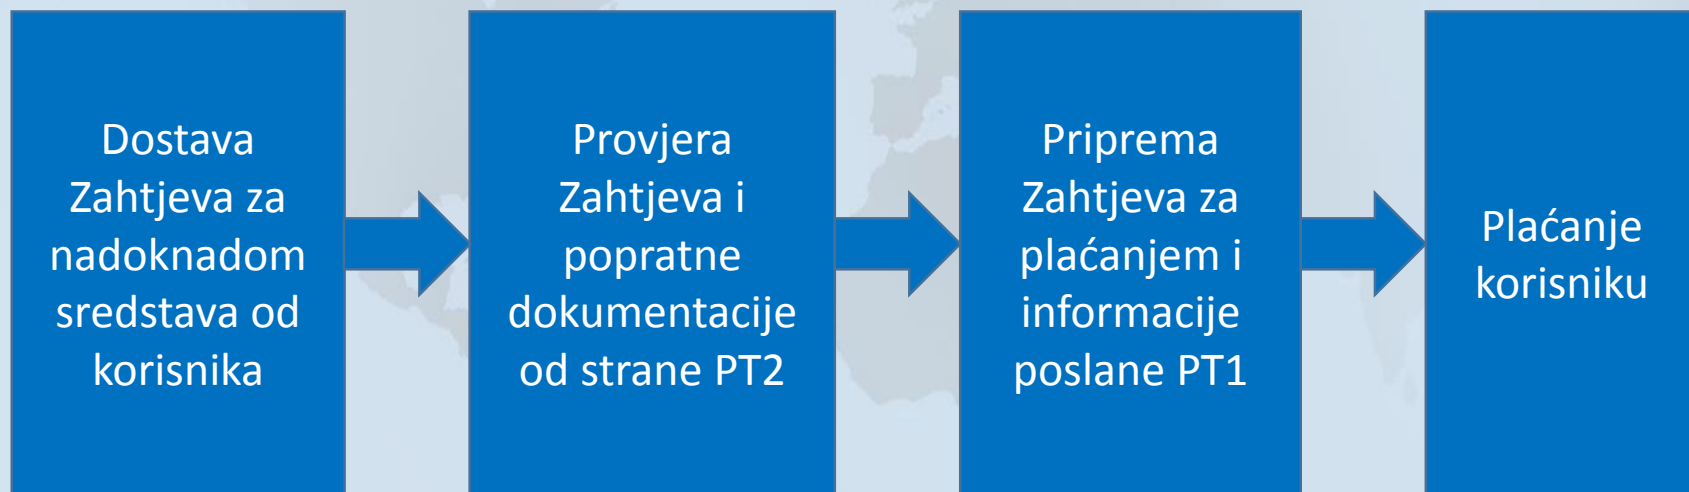 Dostava
Zahtjeva za
nadoknadom
sredstava od
korisnika
Provjera
Zahtjeva i
popratne
dokumentacije
od strane PT2
Priprema
Zahtjeva za
plaćanjem i
informacije
poslane PT1
Plaćanje
korisniku